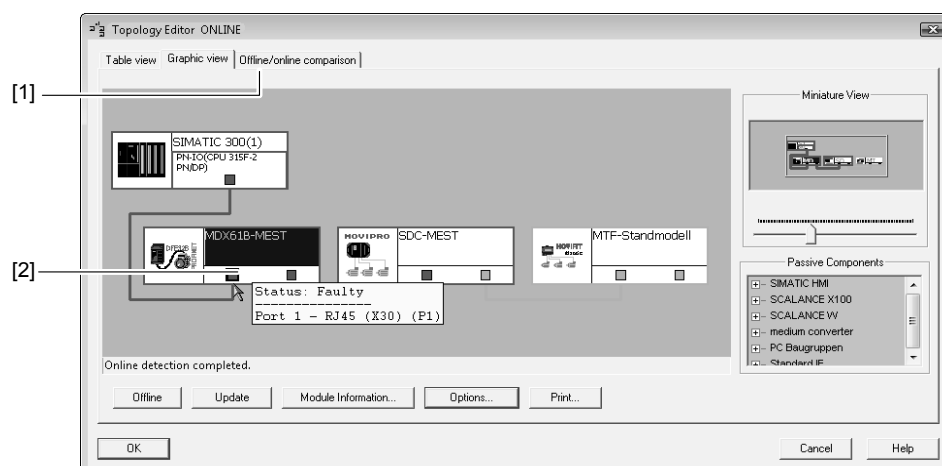 Topology Editor ONLINE
Table view Graphic view Offline/online comparison
[1]
Miniature View
SIMATIC 300(1)
PN-IO(CPU 315F-2
PN/DP)
MDX61B-MEST
MOVIPRO
SDC-MEST
MOVIFIT
MTF-Standmodell
[2]
Status: Faulty
---------------
Port 1 - RJ45 (X30) (P1)
Passive Components
SIMATIC HMI
SCALANCE X100
SCALANCE W
medium converter
PC Baugruppen
Standard IE
Online detection completed.
Offline Update Module Information... Options... Print...
OK Cancel Help